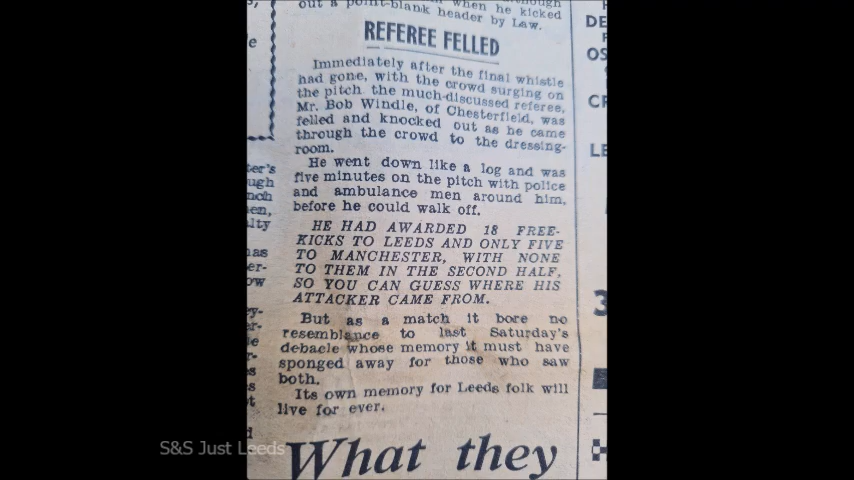 out a point-blank header by Law.
when he kicked
REFEREE FELLED
Immediately after the final whistle
had gone, with the crowd surging on
the pitch the much-discussed referee,
Mr. Bob Windle, of Chesterfield, was
felled and knocked out as he came
through the crowd to the dressing-
room.
He went down like a log and was
five minutes on the pitch with police
and ambulance men around him,
before he could walk off.
HE HAD AWARDED 18 FREE-
KICKS TO LEEDS AND ONLY FIVE
TO MANCHESTER, WITH NONE
TO THEM IN THE SECOND HALF,
SO YOU CAN GUESS WHERE HIS
ATTACKER CAME FROM.
But as a match it bore no
resemblance to last Saturday's
debacle whose memory it must have
sponged away for those who saw
both.
Its own memory for Leeds folk will
live for ever.
What they
S&S Just Leeds